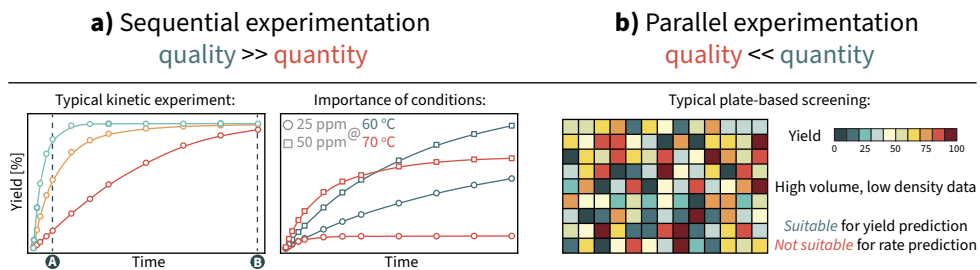 a) Sequential experimentation
quality >> quantity
Typical kinetic experiment:
Yield [%]
A
Time
B
Importance of conditions:
25 ppm @ 60 °C
50 ppm 70 °C
Time
b) Parallel experimentation
quality << quantity
Typical plate-based screening:
Yield
0 25 50 75 100
High volume, low density data
Suitable for yield prediction
Not suitable for rate prediction